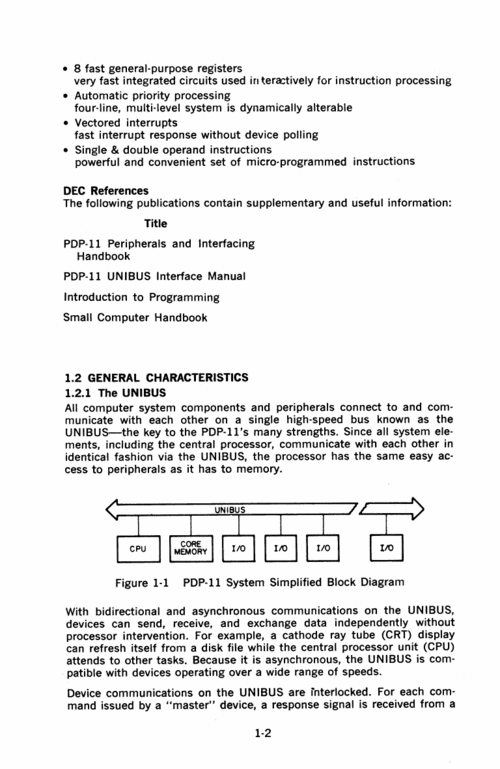 • 8 fast general-purpose registers
very fast integrated circuits used interactively for instruction processing
• Automatic priority processing
four-line, multi-level system is dynamically alterable
• Vectored interrupts
fast interrupt response without device polling
• Single & double operand instructions
powerful and convenient set of micro-programmed instructions
DEC References
The following publications contain supplementary and useful information:
Title
PDP-11 Peripherals and Interfacing
Handbook
PDP-11 UNIBUS Interface Manual
Introduction to Programming
Small Computer Handbook
1.2 GENERAL CHARACTERISTICS
1.2.1 The UNIBUS
All computer system components and peripherals connect to and com-
municate with each other on a single high-speed bus known as the
UNIBUS—the key to the PDP-11's many strengths. Since all system ele-
ments, including the central processor, communicate with each other in
identical fashion via the UNIBUS, the processor has the same easy ac-
cess to peripherals as it has to memory.
UNIBUS
CPU
CORE
MEMORY
I/O
I/O
I/O
I/O
Figure 1-1 PDP-11 System Simplified Block Diagram
With bidirectional and asynchronous communications on the UNIBUS,
devices can send, receive, and exchange data independently without
processor intervention. For example, a cathode ray tube (CRT) display
can refresh itself from a disk file while the central processor unit (CPU)
attends to other tasks. Because it is asynchronous, the UNIBUS is com-
patible with devices operating over a wide range of speeds.
Device communications on the UNIBUS are interlocked. For each com-
mand issued by a "master" device, a response signal is received from a
1-2